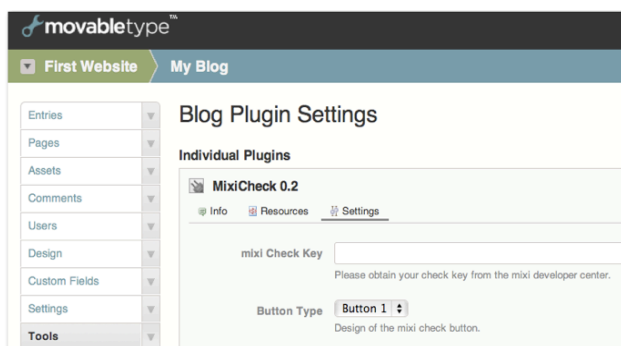 movabletype™
First Website
My Blog
Entries
Pages
Assets
Comments
Users
Design
Custom Fields
Settings
Tools
Blog Plugin Settings
Individual Plugins
MixiCheck 0.2
Info Resources Settings
mixi Check Key
Please obtain your check key from the mixi developer center.
Button Type Button 1
Design of the mixi check button.